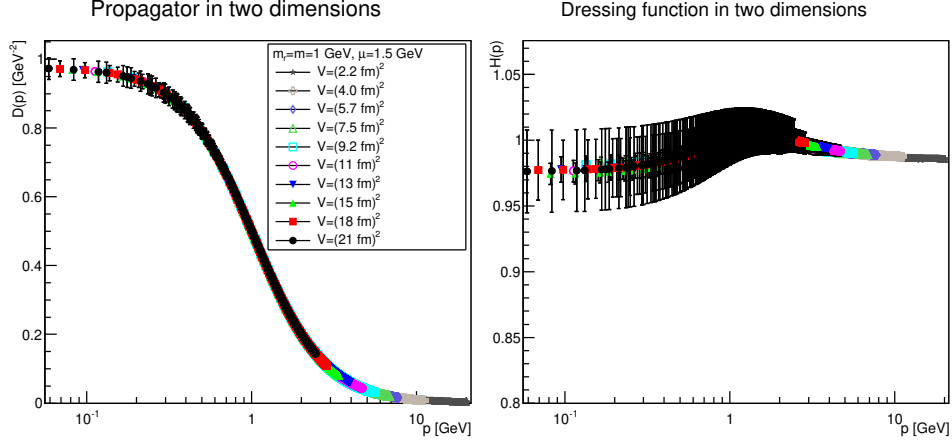 Propagator in two dimensions
D(p) [GeV⁻²]
1
0.8
0.6
0.4
0.2
0
10⁻¹
1
10
p [GeV]
mᵣ=m=1 GeV, μ=1.5 GeV
V=(2.2 fm)²
V=(4.0 fm)²
V=(5.7 fm)²
V=(7.5 fm)²
V=(9.2 fm)²
V=(11 fm)²
V=(13 fm)²
V=(15 fm)²
V=(18 fm)²
V=(21 fm)²
Dressing function in two dimensions
H(p)
1.05
1
0.95
0.9
0.85
0.8
10⁻¹
1
10
p [GeV]